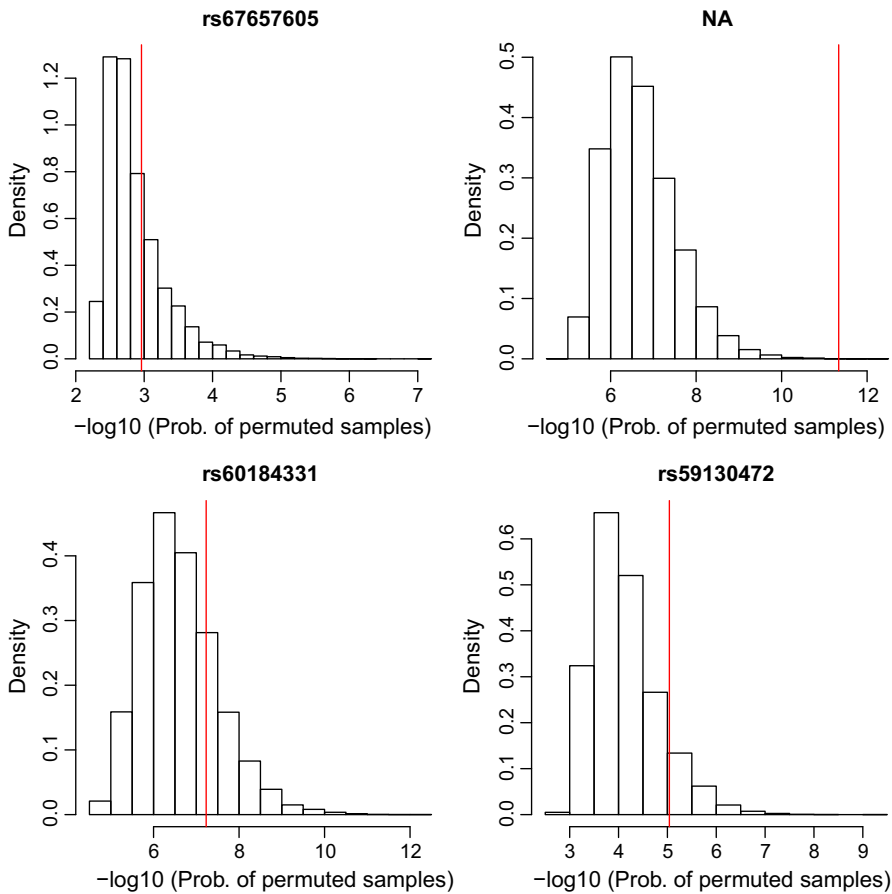 rs67657605
Density
0.0 0.2 0.4 0.6 0.8 1.0 1.2
2 3 4 5 6 7
−log10 (Prob. of permuted samples)
NA
Density
0.0 0.1 0.2 0.3 0.4 0.5
6 8 10 12
−log10 (Prob. of permuted samples)
rs60184331
Density
0.0 0.1 0.2 0.3 0.4
6 8 10 12
−log10 (Prob. of permuted samples)
rs59130472
Density
0.0 0.1 0.2 0.3 0.4 0.5 0.6
3 4 5 6 7 8 9
−log10 (Prob. of permuted samples)